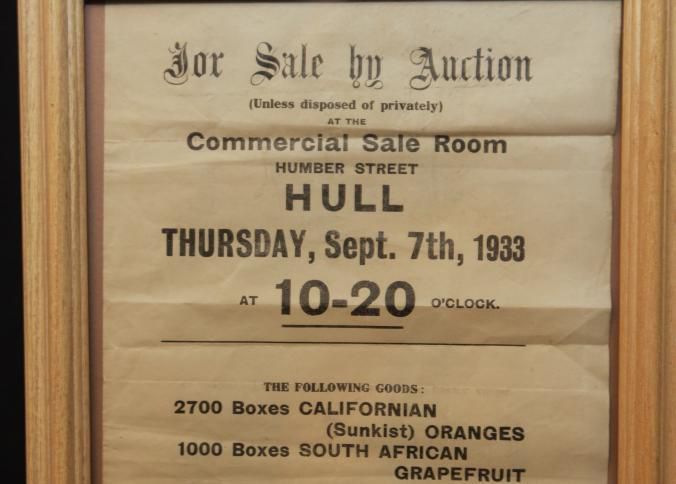 For Sale by Auction
(Unless disposed of privately)
AT THE
Commercial Sale Room
HUMBER STREET
HULL
THURSDAY, Sept. 7th, 1933
AT 10-20 O'CLOCK.
THE FOLLOWING GOODS:
2700 Boxes CALIFORNIAN
(Sunkist) ORANGES
1000 Boxes SOUTH AFRICAN
GRAPEFRUIT